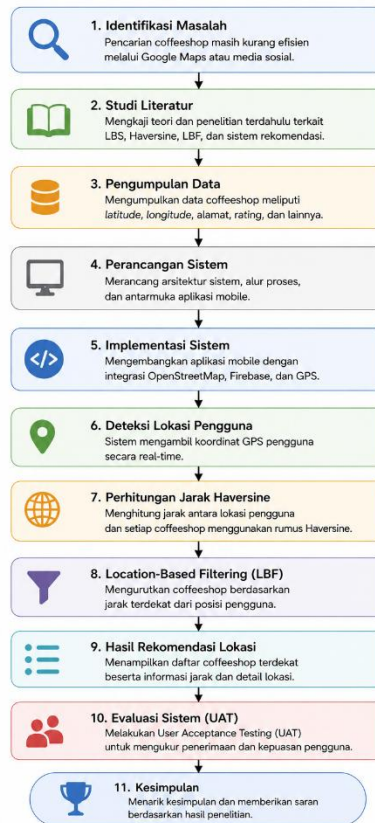 1. Identifikasi Masalah
Pencarian coffeeshop masih kurang efisien
melalui Google Maps atau media sosial.
2. Studi Literatur
Mengkaji teori dan penelitian terdahulu terkait
LBS, Haversine, LBF, dan sistem rekomendasi.
3. Pengumpulan Data
Mengumpulkan data coffeeshop meliputi
latitude, longitude, alamat, rating, dan lainnya.
4. Perancangan Sistem
Merancang arsitektur sistem, alur proses,
dan antarmuka aplikasi mobile.
5. Implementasi Sistem
Mengembangkan aplikasi mobile dengan
integrasi OpenStreetMap, Firebase, dan GPS.
6. Deteksi Lokasi Pengguna
Sistem mengambil koordinat GPS pengguna
secara real-time.
7. Perhitungan Jarak Haversine
Menghitung jarak antara lokasi pengguna
dan setiap coffeeshop menggunakan rumus Haversine.
8. Location-Based Filtering (LBF)
Mengurutkan coffeeshop berdasarkan
jarak terdekat dari posisi pengguna.
9. Hasil Rekomendasi Lokasi
Menampilkan daftar coffeeshop terdekat
beserta informasi jarak dan detail lokasi.
10. Evaluasi Sistem (UAT)
Melakukan User Acceptance Testing (UAT)
untuk mengukur penerimaan dan kepuasan pengguna.
11. Kesimpulan
Menarik kesimpulan dan memberikan saran
berdasarkan hasil penelitian.